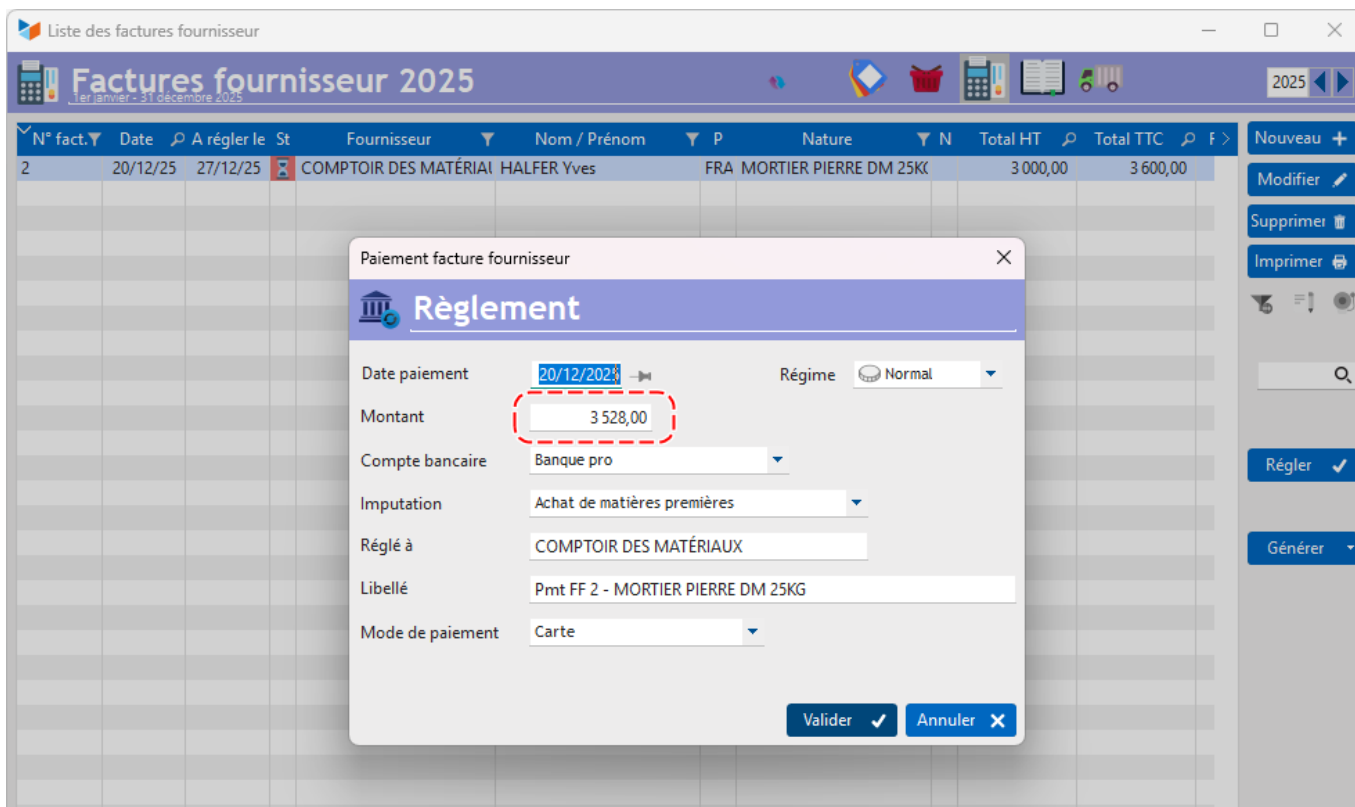 Liste des factures fournisseur
Factures fournisseur 2025
1er janvier - 31 décembre 2025
2025
N° fact. Date A régler le St Fournisseur Nom / Prénom P Nature N Total HT Total TTC F
2 20/12/25 27/12/25 COMPTOIR DES MATÉRIAU HALFER Yves FRA MORTIER PIERRE DM 25KG 3 000,00 3 600,00
Nouveau
Modifier
Supprimer
Imprimer
Régler
Générer
Paiement facture fournisseur
Règlement
Date paiement 20/12/2025 Régime Normal
Montant 3 528,00
Compte bancaire Banque pro
Imputation Achat de matières premières
Réglé à COMPTOIR DES MATÉRIAUX
Libellé Pmt FF 2 - MORTIER PIERRE DM 25KG
Mode de paiement Carte
Valider Annuler